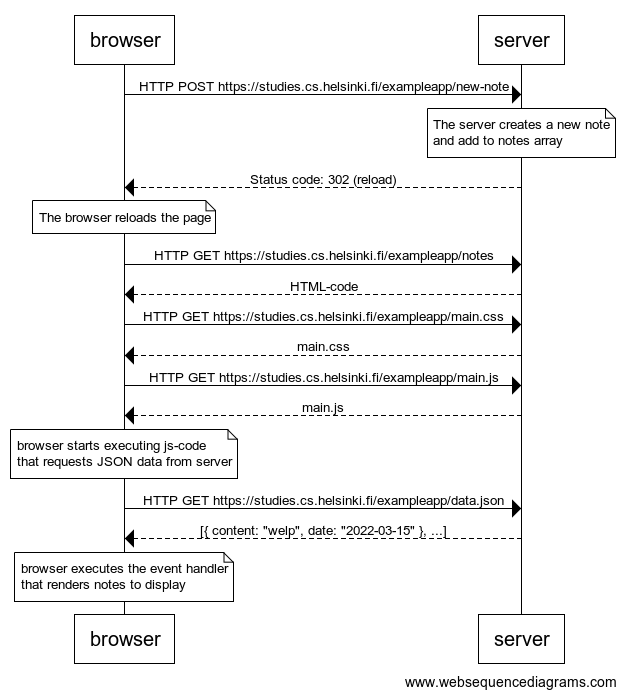 browser
server
HTTP POST https://studies.cs.helsinki.fi/exampleapp/new-note
The server creates a new note
and add to notes array
Status code: 302 (reload)
The browser reloads the page
HTTP GET https://studies.cs.helsinki.fi/exampleapp/notes
HTML-code
HTTP GET https://studies.cs.helsinki.fi/exampleapp/main.css
main.css
HTTP GET https://studies.cs.helsinki.fi/exampleapp/main.js
main.js
browser starts executing js-code
that requests JSON data from server
HTTP GET https://studies.cs.helsinki.fi/exampleapp/data.json
[{ content: "welp", date: "2022-03-15" }, ...]
browser executes the event handler
that renders notes to display
browser
server
www.websequencediagrams.com